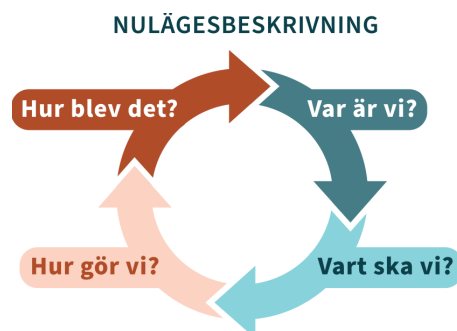 NULÄGESBESKRIVNING
Hur blev det?
Var är vi?
Hur gör vi?
Vart ska vi?